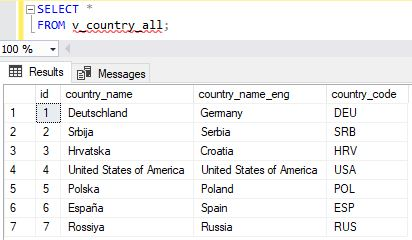 SELECT *
FROM v_country_all;
100 %
Results Messages
id country_name country_name_eng country_code
1 1 Deutschland Germany DEU
2 2 Srbija Serbia SRB
3 3 Hrvatska Croatia HRV
4 4 United States of America United States of America USA
5 5 Polska Poland POL
6 6 España Spain ESP
7 7 Rossiya Russia RUS